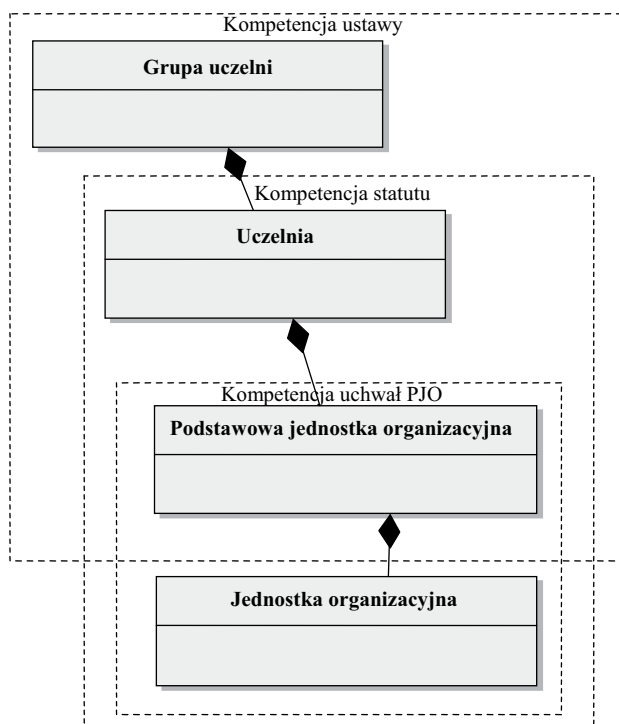 Kompetencja ustawy
Grupa uczelni
Kompetencja statutu
Uczelnia
Kompetencja uchwał PJO
Podstawowa jednostka organizacyjna
Jednostka organizacyjna